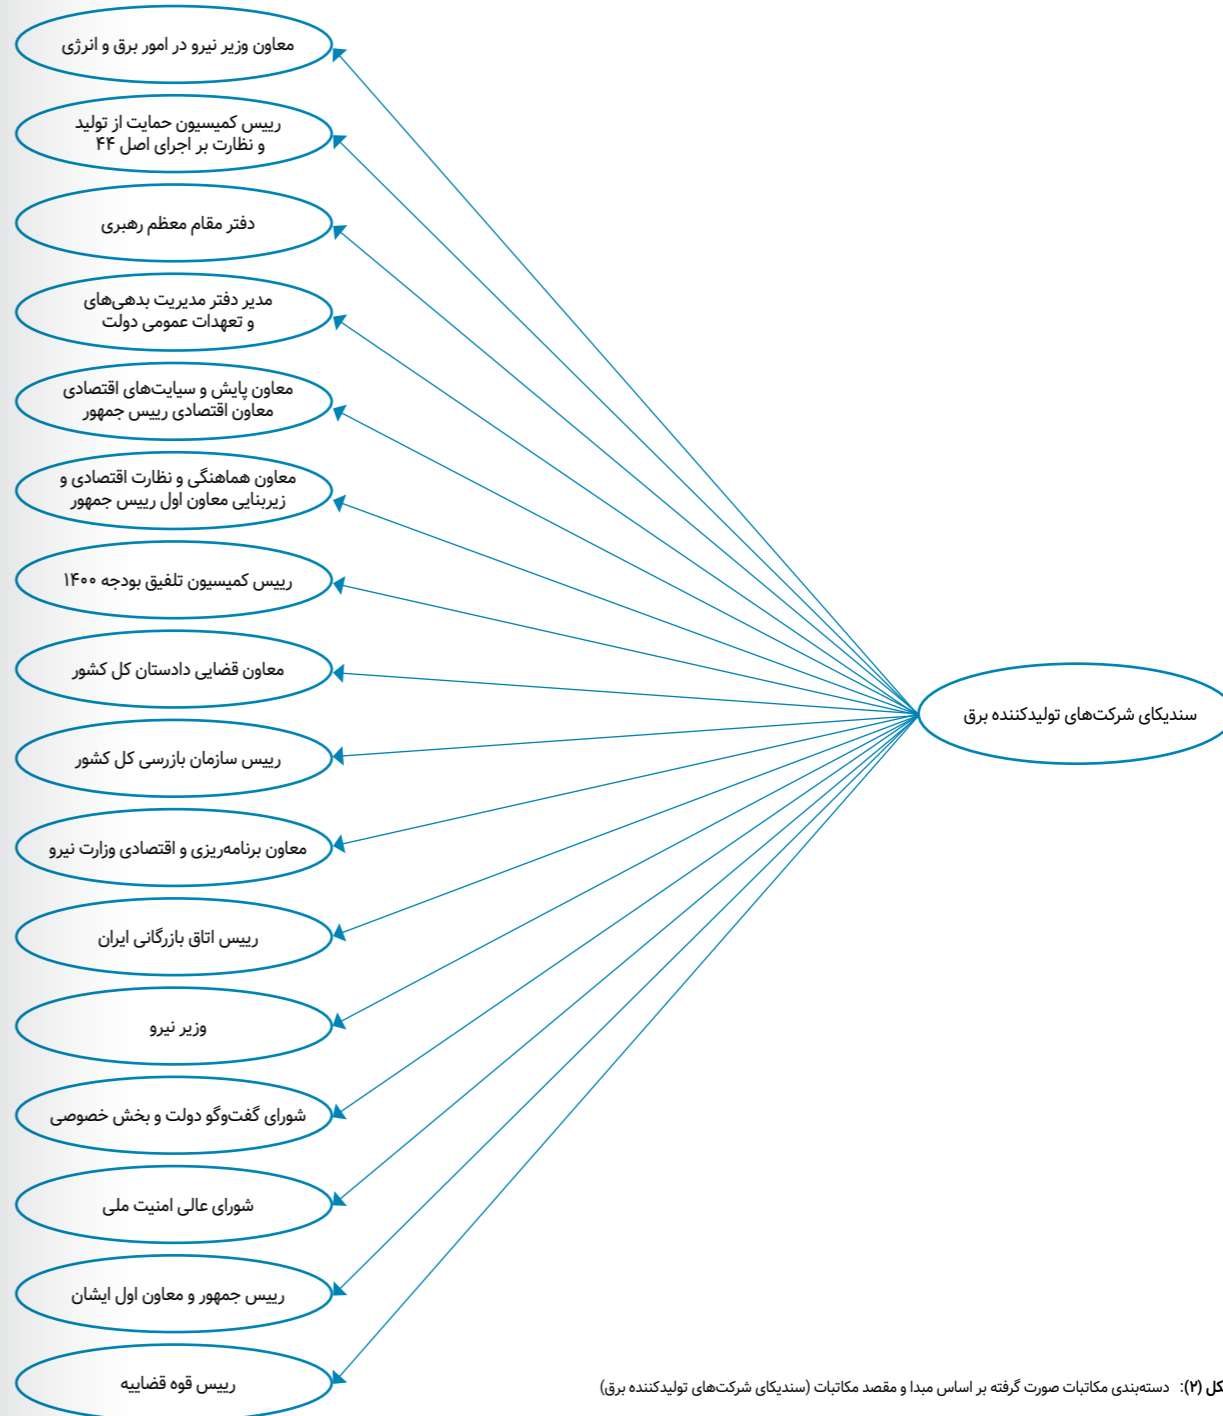 معاون وزیر نیرو در امور برق و انرژی
رییس کمیسیون حمایت از تولید
و نظارت بر اجرای اصل ۴۴
دفتر مقام معظم رهبری
مدیر دفتر مدیریت بدهی‌های
و تعهدات عمومی دولت
معاون پایش و سیایت‌های اقتصادی
معاون اقتصادی رییس جمهور
معاون هماهنگی و نظارت اقتصادی و
زیربنایی معاون اول رییس جمهور
رییس کمیسیون تلفیق بودجه ۱۴۰۰
معاون قضایی دادستان کل کشور
سندیکای شرکت‌های تولیدکننده برق
رییس سازمان بازرسی کل کشور
معاون برنامه‌ریزی و اقتصادی وزارت نیرو
رییس اتاق بازرگانی ایران
وزیر نیرو
شورای گفت‌وگو دولت و بخش خصوصی
شورای عالی امنیت ملی
رییس جمهور و معاون اول ایشان
رییس قوه قضاییه
کل (۲): دسته‌بندی مکاتبات صورت گرفته بر اساس مبدا و مقصد مکاتبات (سندیکای شرکت‌های تولیدکننده برق)